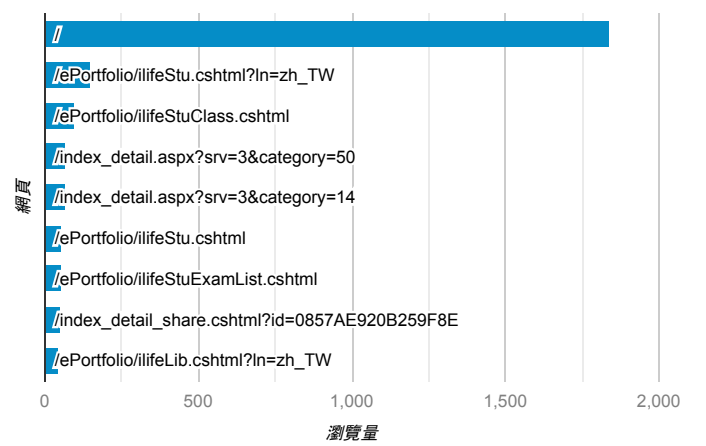 /
/ePortfolio/ilifeStu.cshtml?ln=zh_TW
/ePortfolio/ilifeStuClass.cshtml
/index_detail.aspx?srv=3&category=50
/index_detail.aspx?srv=3&category=14
/ePortfolio/ilifeStu.cshtml
/ePortfolio/ilifeStuExamList.cshtml
/index_detail_share.cshtml?id=0857AE920B259F8E
/ePortfolio/ilifeLib.cshtml?ln=zh_TW
網頁
0 500 1,000 1,500 2,000
瀏覽量